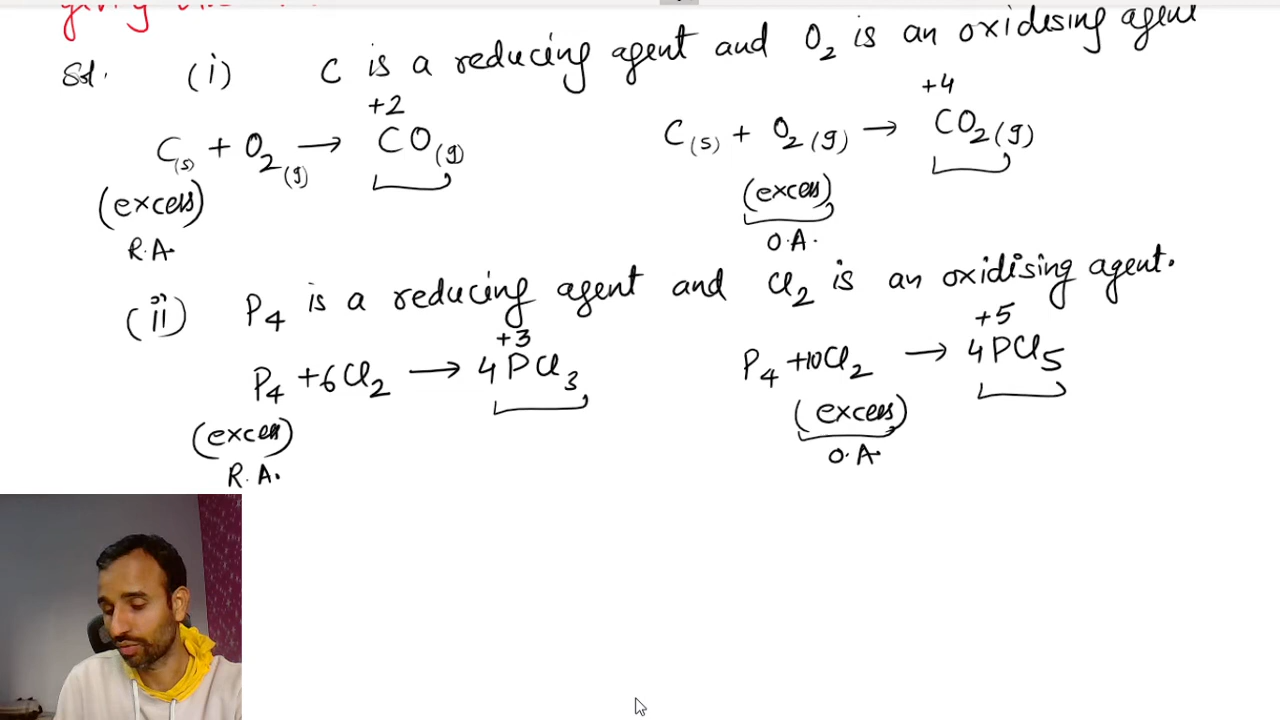 giving
Sol. (i) C is a reducing agent and O₂ is an oxidising agent
+2 +4
C(s) + O₂(g) → CO(g) C(s) + O₂(g) → CO₂(g)
(excess) (excess)
R.A. O.A.
(ii) P₄ is a reducing agent and Cl₂ is an oxidising agent.
+3 +5
P₄ + 6Cl₂ → 4PCl₃ P₄ + 10Cl₂ → 4PCl₅
(excess) (excess)
R.A. O.A.